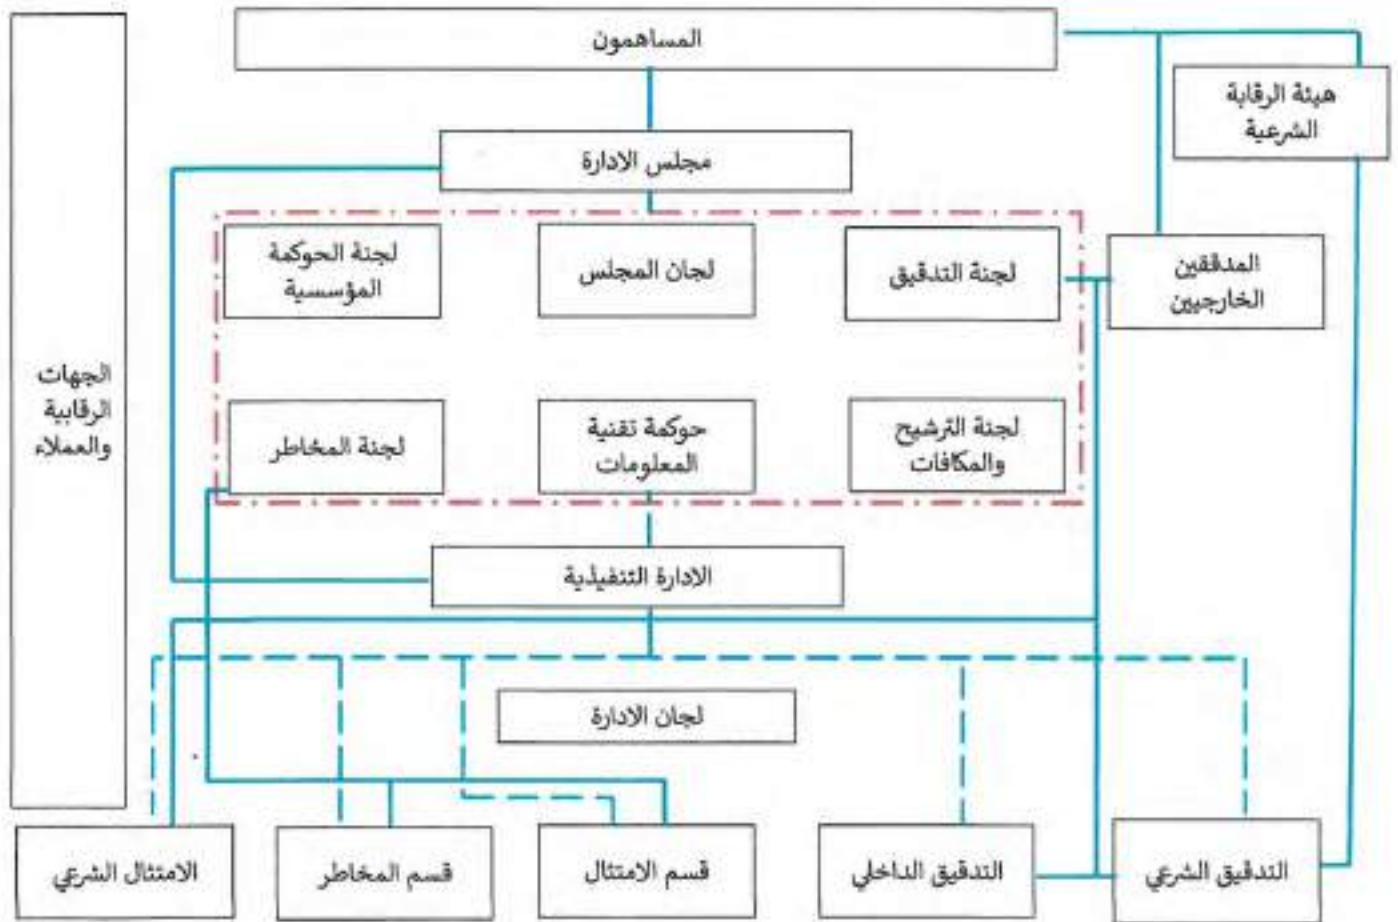 المساهمون
هيئة الرقابة
الشرعية
مجلس الادارة
لجنة الحوكمة
المؤسسية
لجان المجلس
لجنة التدقيق
المدققين
الخارجيين
الجهات
الرقابية
والعملاء
لجنة المخاطر
حوكمة تقنية
المعلومات
لجنة الترشيح
والمكافات
الادارة التنفيذية
لجان الادارة
الامتثال الشرعي
قسم المخاطر
قسم الامتثال
التدقيق الداخلي
التدقيق الشرعي